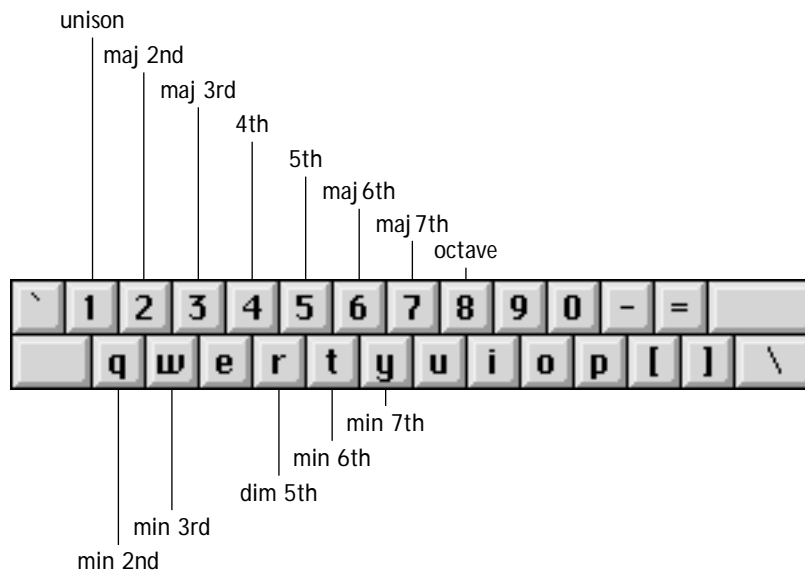 unison
maj 2nd
maj 3rd
4th
5th
maj 6th
maj 7th
octave
` 1 2 3 4 5 6 7 8 9 0 - =
q w e r t y u i o p [ ] \
min 7th
min 6th
dim 5th
min 3rd
min 2nd